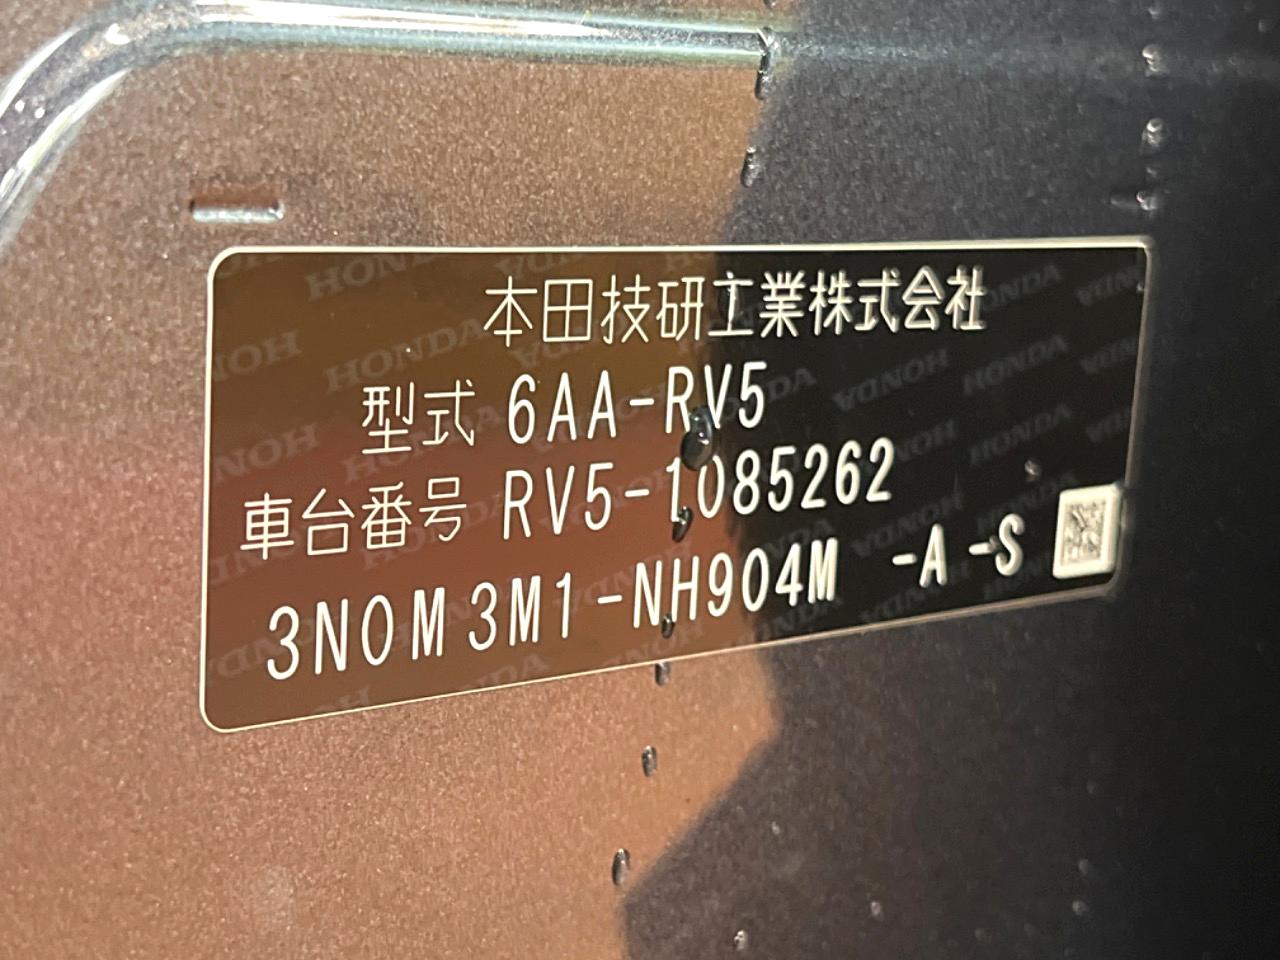 本田技研工業株式会社
型式 6AA-RV5
車台番号 RV5-1085262
3NOM3M1-NH904M -A -S